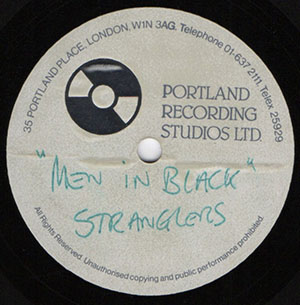 35 PORTLAND PLACE, LONDON, W1N 3AG. Telephone 01-637 2111. Telex 25929
PORTLAND
RECORDING
STUDIOS LTD.
"MEN IN BLACK"
STRANGLERS
All Rights Reserved. Unauthorised copying and public performance prohibited.